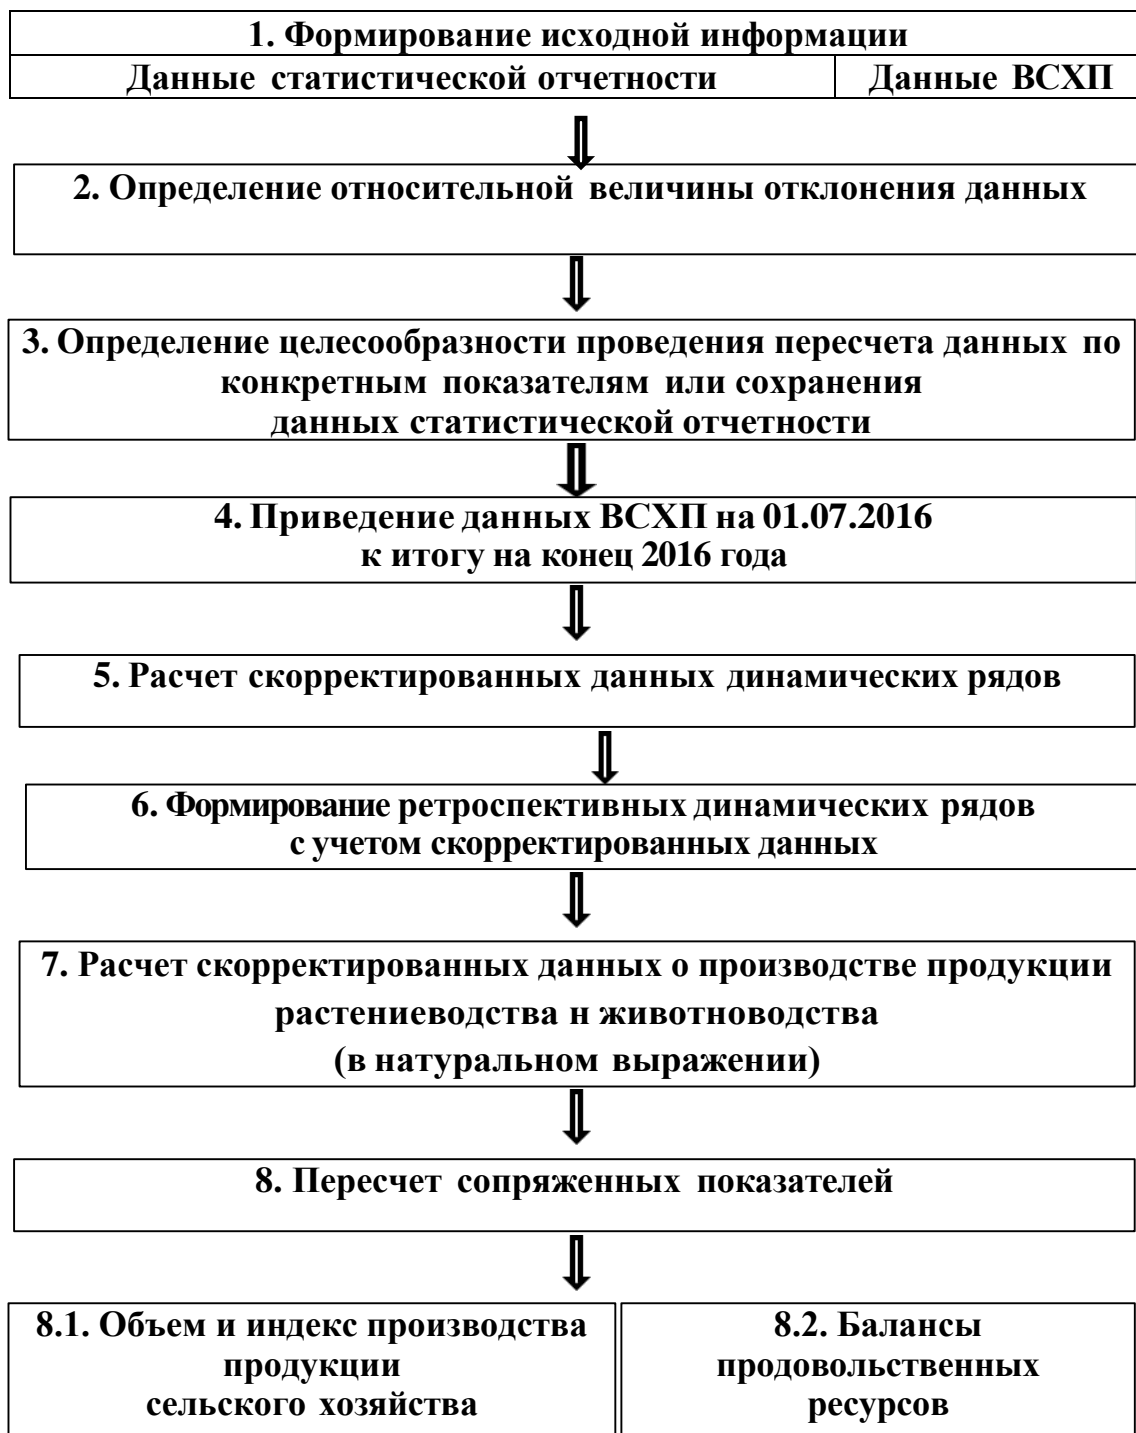 1. Формирование исходной информации
Данные статистической отчетности
Данные ВСХП
2. Определение относительной величины отклонения данных
3. Определение целесообразности проведения пересчета данных по
конкретным показателям или сохранения
данных статистической отчетности
4. Приведение данных ВСХП на 01.07.2016
к итогу на конец 2016 года
5. Расчет скорректированных данных динамических рядов
6. Формирование ретроспективных динамических рядов
с учетом скорректированных данных
7. Расчет скорректированных данных о производстве продукции
растениеводства н животноводства
(в натуральном выражении)
8. Пересчет сопряженных показателей
8.1. Объем и индекс производства
продукции
сельского хозяйства
8.2. Балансы
продовольственных
ресурсов